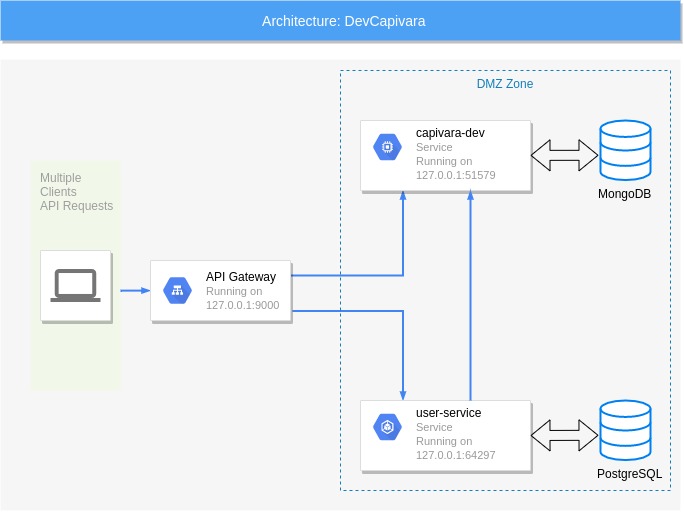 Architecture: DevCapivara
DMZ Zone
capivara-dev
Service
Running on
127.0.0.1:51579
MongoDB
Multiple
Clients
API Requests
API Gateway
Running on
127.0.0.1:9000
user-service
Service
Running on
127.0.0.1:64297
PostgreSQL